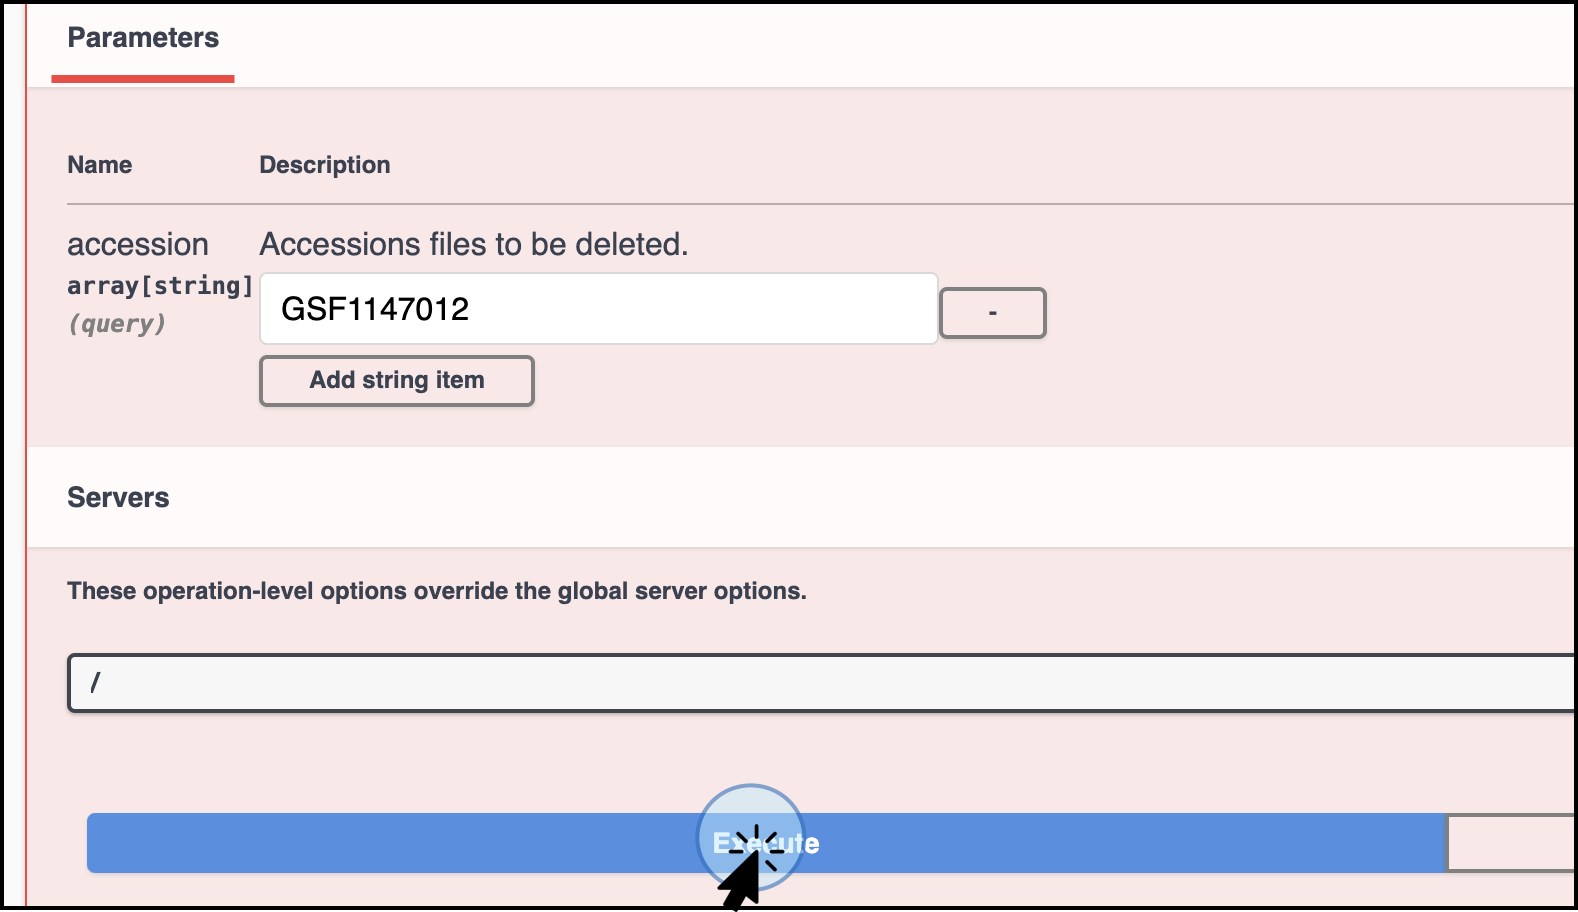 Parameters
Name Description
accession Accessions files to be deleted.
array[string]
(query)
GSF1147012 -
Add string item
Servers
These operation-level options override the global server options.
/
Execute